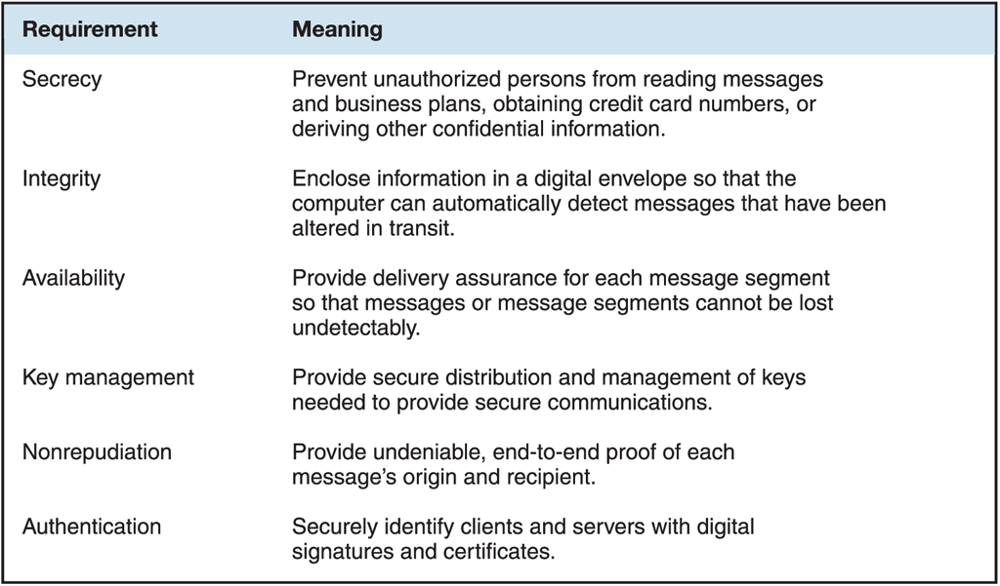 Requirement Meaning
Secrecy Prevent unauthorized persons from reading messages
and business plans, obtaining credit card numbers, or
deriving other confidential information.
Integrity Enclose information in a digital envelope so that the
computer can automatically detect messages that have been
altered in transit.
Availability Provide delivery assurance for each message segment
so that messages or message segments cannot be lost
undetectably.
Key management Provide secure distribution and management of keys
needed to provide secure communications.
Nonrepudiation Provide undeniable, end-to-end proof of each
message’s origin and recipient.
Authentication Securely identify clients and servers with digital
signatures and certificates.